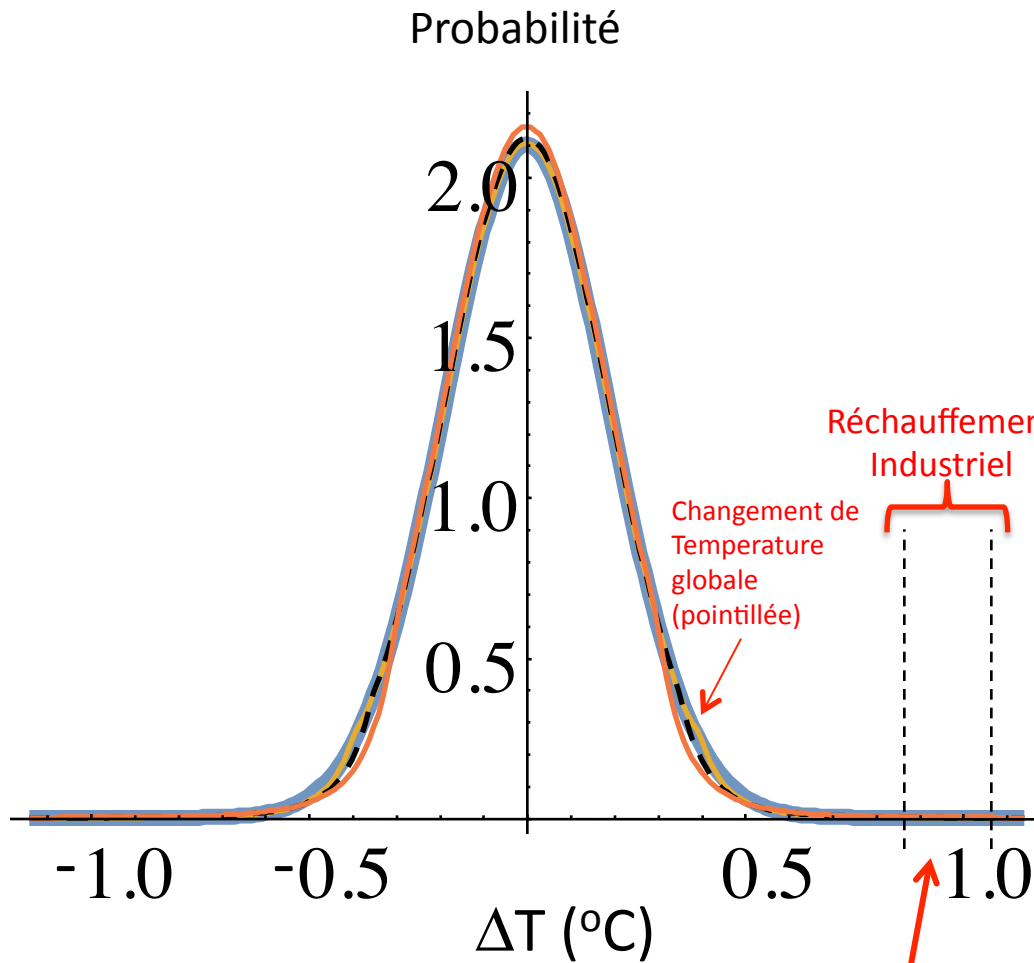 Probabilité
2.0
1.5
Réchauffemen
Industriel
1.0
Changement de
Temperature
globale
(pointillée)
0.5
-1.0 -0.5 0.5 1.0
ΔT (°C)